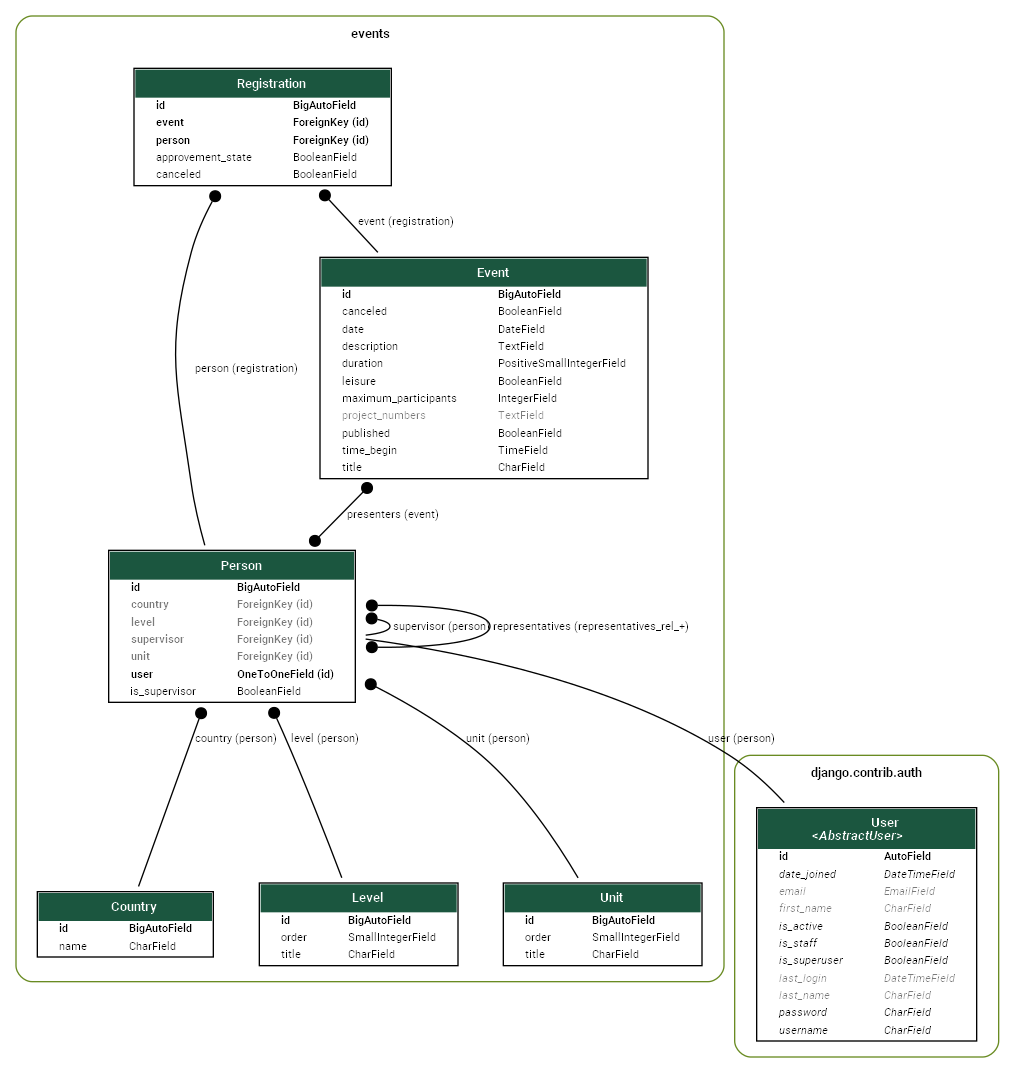 events
Registration
id BigAutoField
event ForeignKey (id)
person ForeignKey (id)
approvement_state BooleanField
canceled BooleanField
event (registration)
Event
id BigAutoField
canceled BooleanField
date DateField
description TextField
duration PositiveSmallIntegerField
leisure BooleanField
maximum_participants IntegerField
project_numbers TextField
published BooleanField
time_begin TimeField
title CharField
person (registration)
presenters (event)
Person
id BigAutoField
country ForeignKey (id)
level ForeignKey (id)
supervisor ForeignKey (id)
unit ForeignKey (id)
user OneToOneField (id)
is_supervisor BooleanField
supervisor (person)
representatives (representatives_rel_+)
country (person)
level (person)
unit (person)
user (person)
Country
id BigAutoField
name CharField
Level
id BigAutoField
order SmallIntegerField
title CharField
Unit
id BigAutoField
order SmallIntegerField
title CharField
django.contrib.auth
User
<AbstractUser>
id AutoField
date_joined DateTimeField
email EmailField
first_name CharField
is_active BooleanField
is_staff BooleanField
is_superuser BooleanField
last_login DateTimeField
last_name CharField
password CharField
username CharField